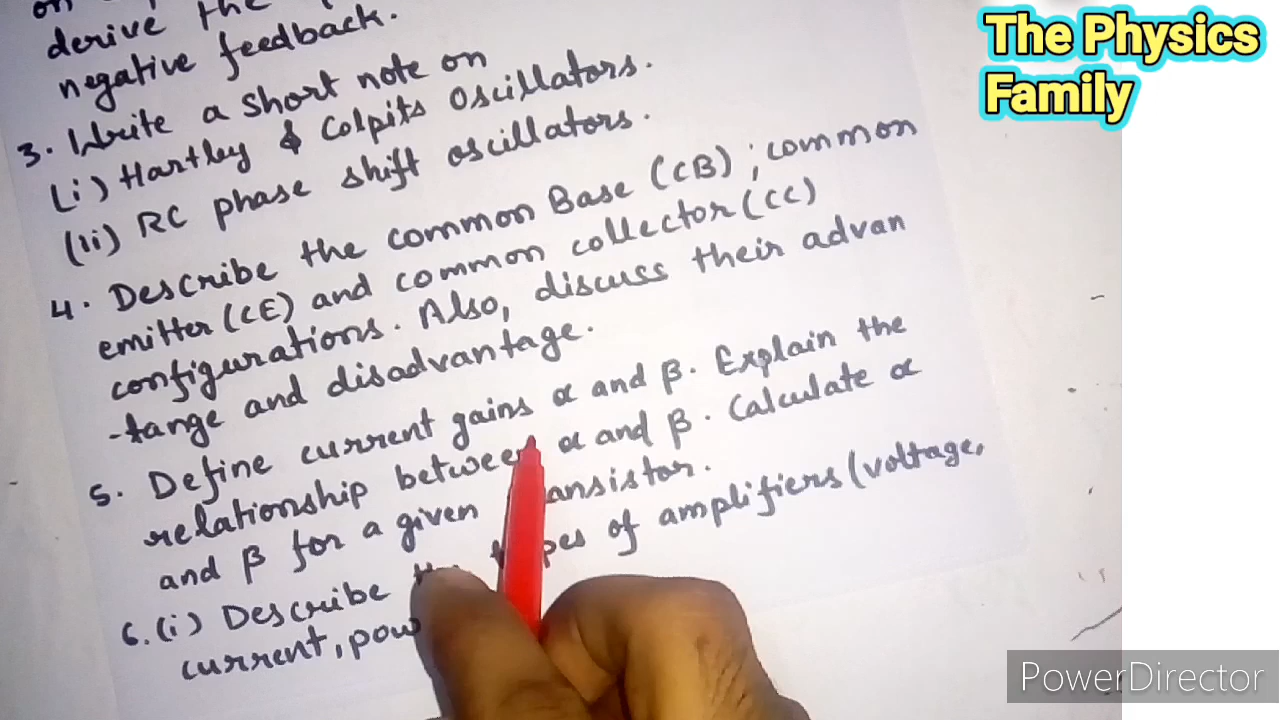 on
derive the
negative feedback.
3. Write a short note on
(i) Hartley & Colpits Oscillators.
(ii) RC phase shift oscillators.
4. Describe the common Base (CB) ; common
emitter (CE) and common collector (CC)
configurations. Also, discuss their advan
-tange and disadvantage.
5. Define current gains α and β. Explain the
relationship between α and β. Calculate α
and β for a given transistor.
6. (i) Describe the types of amplifiers (voltage,
current, pow
The Physics
Family
PowerDirector